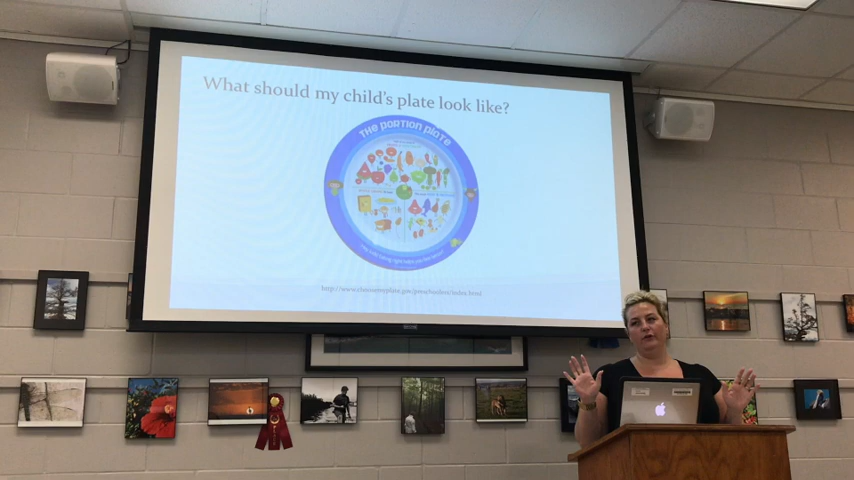 What should my child's plate look like?
THE PORTION PLATE
http://www.choosemyplate.gov/preschoolers/index.html